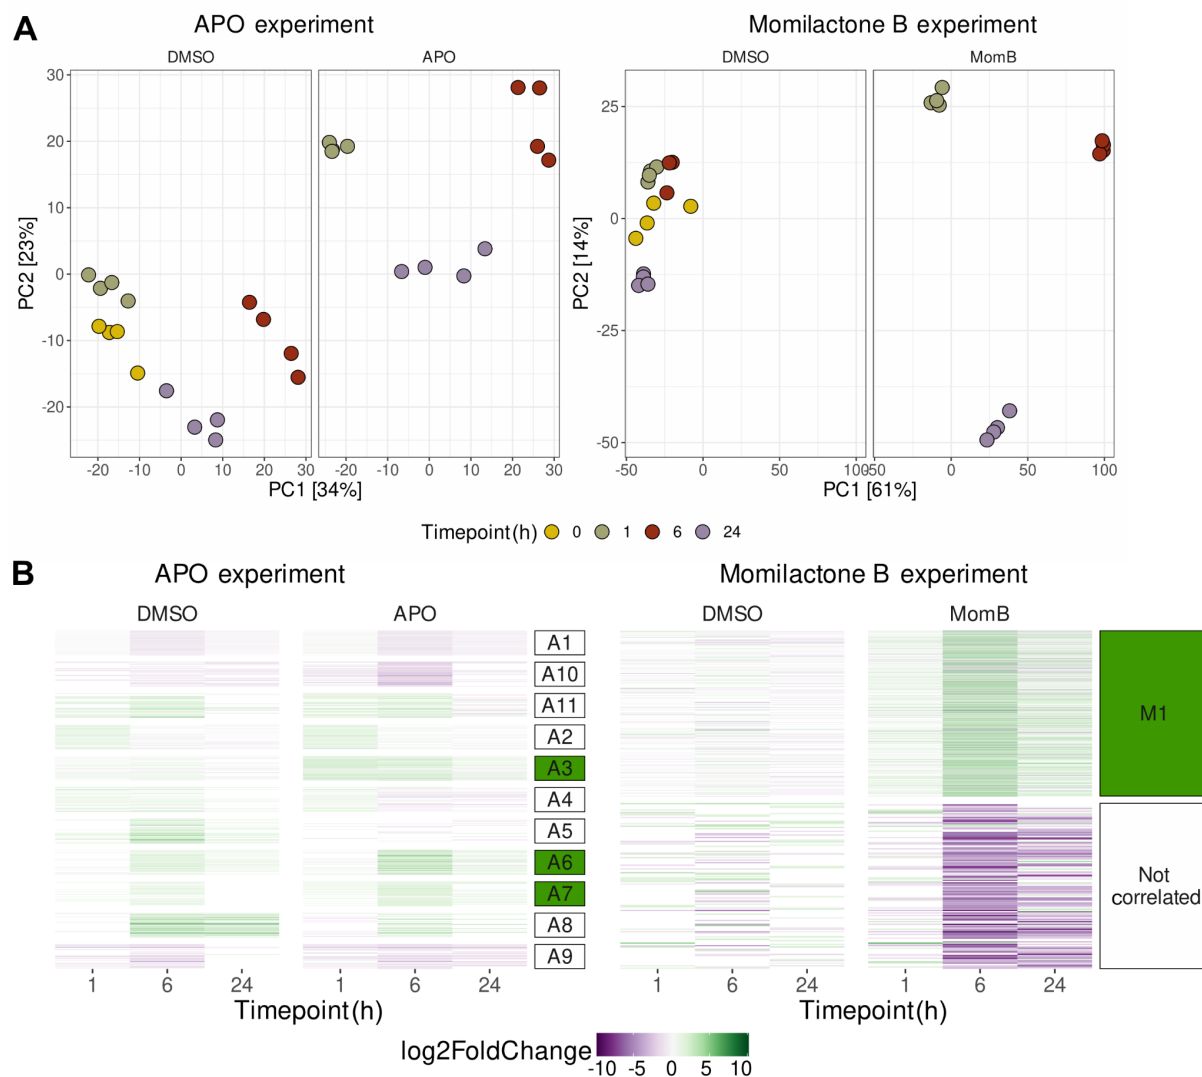 A
APO experiment
Momilactone B experiment
DMSO
APO
DMSO
MomB
30
20
10
0
-10
-20
PC2 [23%]
25
0
-25
-50
PC2 [14%]
-20 -10 0 10 20 30
-20 -10 0 10 20 30
-50 0 50 100
50 0 50 100
PC1 [34%]
PC1 [61%]
Timepoint(h) 0 1 6 24
B
APO experiment
Momilactone B experiment
DMSO
APO
DMSO
MomB
A1
A10
A11
A2
A3
A4
A5
A6
A7
A8
A9
M1
Not
correlated
1 6 24
1 6 24
1 6 24
1 6 24
Timepoint(h)
Timepoint(h)
log2FoldChange
-10 -5 0 5 10